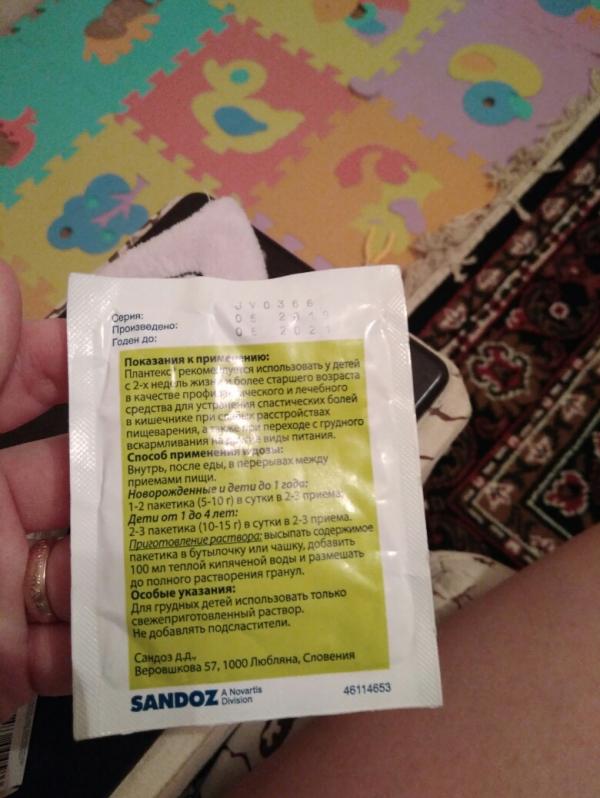 Серия: JV0366
Произведено: 05 2019
Годен до: 05 2021
Показания к применению:
Плантекс рекомендуется использовать у детей
с 2-х недель жизни и более старшего возраста
в качестве профилактического и лечебного
средства для устранения спастических болей
в кишечнике при слабых расстройствах
пищеварения, а также при переходе с грудного
вскармливания на другие виды питания.
Способ применения и дозы:
Внутрь, после еды, в перерывах между
приемами пищи.
Новорожденные и дети до 1 года:
1-2 пакетика (5-10 г) в сутки в 2-3 приема.
Дети от 1 до 4 лет:
2-3 пакетика (10-15 г) в сутки в 2-3 приема.
Приготовление раствора: высыпать содержимое
пакетика в бутылочку или чашку, добавить
100 мл теплой кипяченой воды и размешать
до полного растворения гранул.
Особые указания:
Для грудных детей использовать только
свежеприготовленный раствор.
Не добавлять подсластители.
Сандоз д.д.,
Веровшкова 57, 1000 Любляна, Словения
SANDOZ A Novartis
Division
46114653